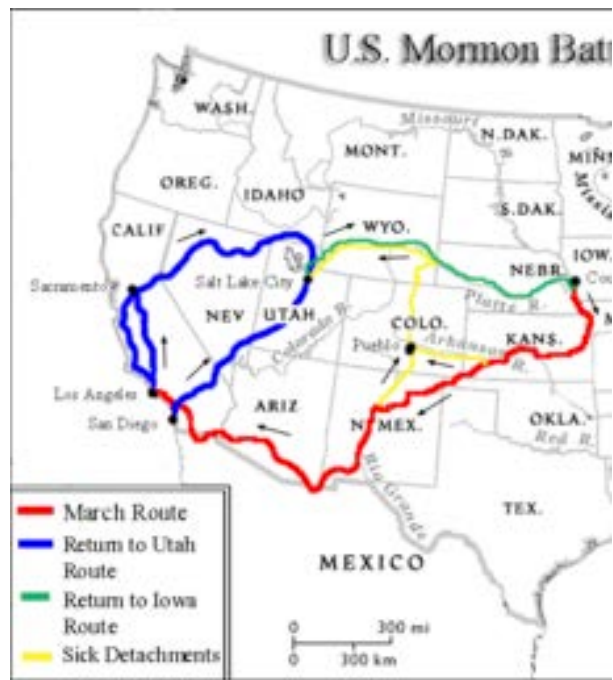 U.S. Mormon Batt
WASH.
Missouri
N.DAK.
MONT.
MINN
OREG.
IDAHO
S.DAK.
CALIF
WYO.
IOWA
NEBR
Sacramento
Salt Lake City
Platte R.
NEV
UTAH
Colorado R.
COLO.
Pueblo
Arkansas R.
KANS.
Los Angeles
San Diego
ARIZ
N. MEX.
OKLA.
Red R.
Rio Grande
TEX.
MEXICO
March Route
Return to Utah
Route
Return to Iowa
Route
Sick Detachments
0 300 mi
0 300 km